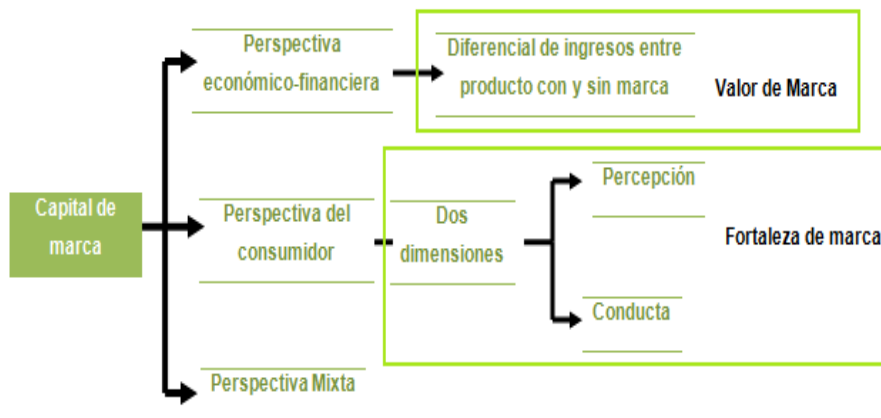 Perspectiva
económico-financiera
Diferencial de ingresos entre
producto con y sin marca
Valor de Marca
Capital de
marca
Perspectiva del
consumidor
Dos
dimensiones
Percepción
Fortaleza de marca
Conducta
Perspectiva Mixta